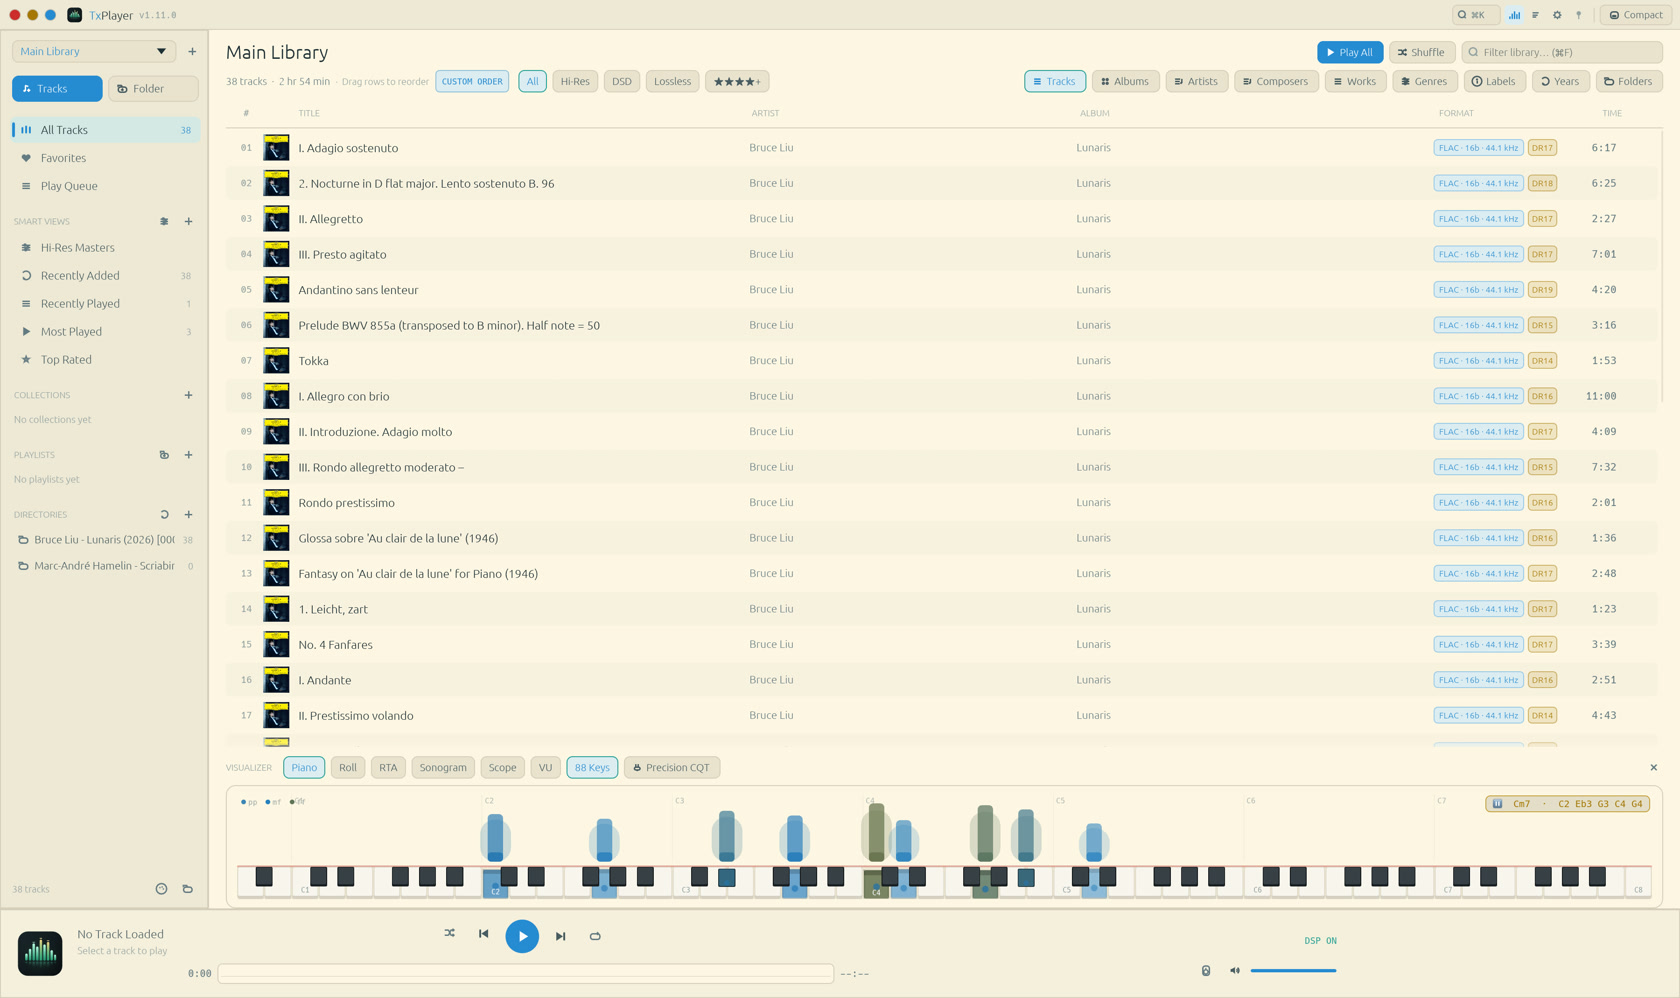 TxPlayer v1.11.0
⌘K
Compact
Main Library
Tracks
Folder
All Tracks 38
Favorites
Play Queue
SMART VIEWS
Hi-Res Masters
Recently Added 38
Recently Played 1
Most Played 3
Top Rated
COLLECTIONS
No collections yet
PLAYLISTS
No playlists yet
DIRECTORIES
Bruce Liu - Lunaris (2026) [00( 38
Marc-André Hamelin - Scriabir 0
38 tracks
Main Library
Play All
Shuffle
Filter library... (⌘F)
38 tracks · 2 hr 54 min · Drag rows to reorder
CUSTOM ORDER
All
Hi-Res
DSD
Lossless
★★★★+
Tracks
Albums
Artists
Composers
Works
Genres
Labels
Years
Folders
# TITLE ARTIST ALBUM FORMAT TIME
01 I. Adagio sostenuto Bruce Liu Lunaris FLAC · 16b · 44.1 kHz DR17 6:17
02 2. Nocturne in D flat major. Lento sostenuto B. 96 Bruce Liu Lunaris FLAC · 16b · 44.1 kHz DR18 6:25
03 II. Allegretto Bruce Liu Lunaris FLAC · 16b · 44.1 kHz DR17 2:27
04 III. Presto agitato Bruce Liu Lunaris FLAC · 16b · 44.1 kHz DR17 7:01
05 Andantino sans lenteur Bruce Liu Lunaris FLAC · 16b · 44.1 kHz DR19 4:20
06 Prelude BWV 855a (transposed to B minor). Half note = 50 Bruce Liu Lunaris FLAC · 16b · 44.1 kHz DR15 3:16
07 Tokka Bruce Liu Lunaris FLAC · 16b · 44.1 kHz DR14 1:53
08 I. Allegro con brio Bruce Liu Lunaris FLAC · 16b · 44.1 kHz DR16 11:00
09 II. Introduzione. Adagio molto Bruce Liu Lunaris FLAC · 16b · 44.1 kHz DR17 4:09
10 III. Rondo allegretto moderato – Bruce Liu Lunaris FLAC · 16b · 44.1 kHz DR15 7:32
11 Rondo prestissimo Bruce Liu Lunaris FLAC · 16b · 44.1 kHz DR16 2:01
12 Glossa sobre 'Au clair de la lune' (1946) Bruce Liu Lunaris FLAC · 16b · 44.1 kHz DR16 1:36
13 Fantasy on 'Au clair de la lune' for Piano (1946) Bruce Liu Lunaris FLAC · 16b · 44.1 kHz DR17 2:48
14 1. Leicht, zart Bruce Liu Lunaris FLAC · 16b · 44.1 kHz DR17 1:23
15 No. 4 Fanfares Bruce Liu Lunaris FLAC · 16b · 44.1 kHz DR17 3:39
16 I. Andante Bruce Liu Lunaris FLAC · 16b · 44.1 kHz DR16 2:51
17 II. Prestissimo volando Bruce Liu Lunaris FLAC · 16b · 44.1 kHz DR14 4:43
VISUALIZER
Piano
Roll
RTA
Sonogram
Scope
VU
88 Keys
Precision CQT
pp mf
C2 C3 C4 C5 C6 C7
Cm7 · C2 Eb3 G3 C4 G4
C1 C2 C3 C4 C5 C6 C7 C8
No Track Loaded
Select a track to play
0:00
--:--
DSP ON